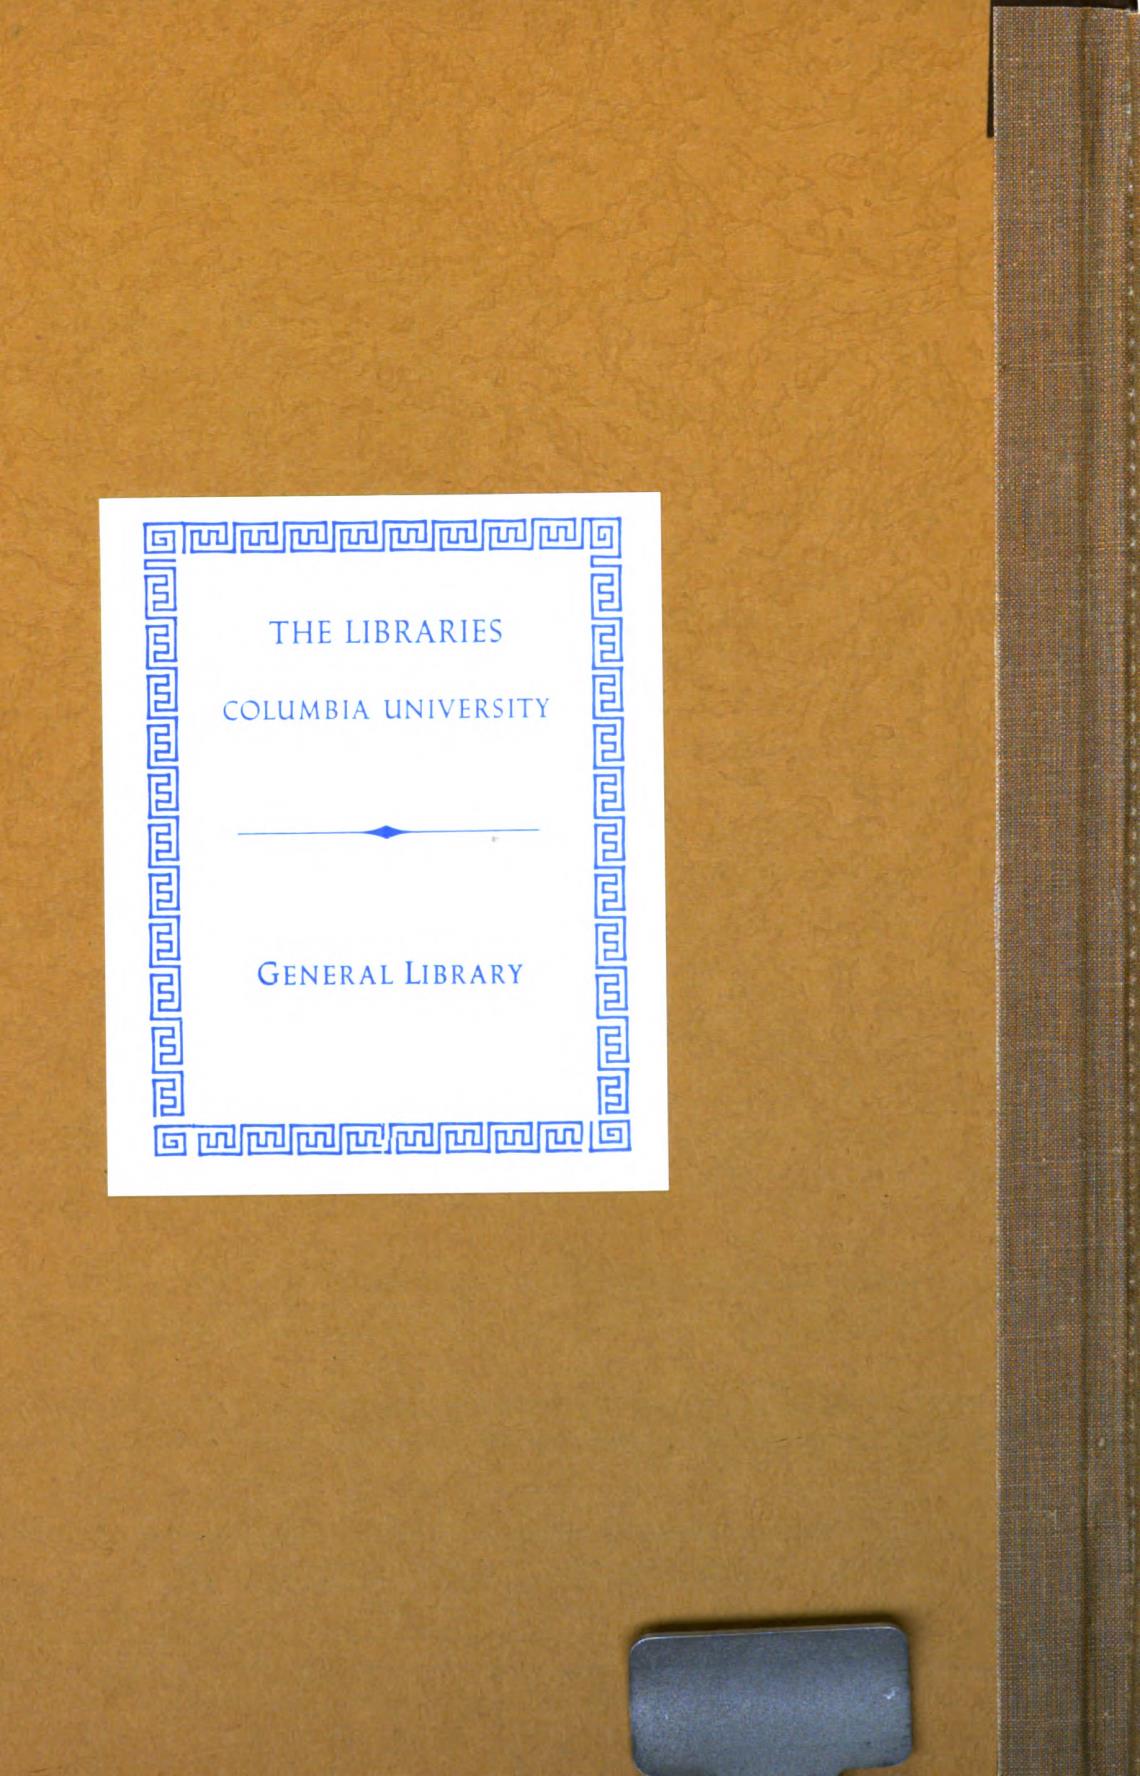 THE LIBRARIES
COLUMBIA UNIVERSITY
GENERAL LIBRARY